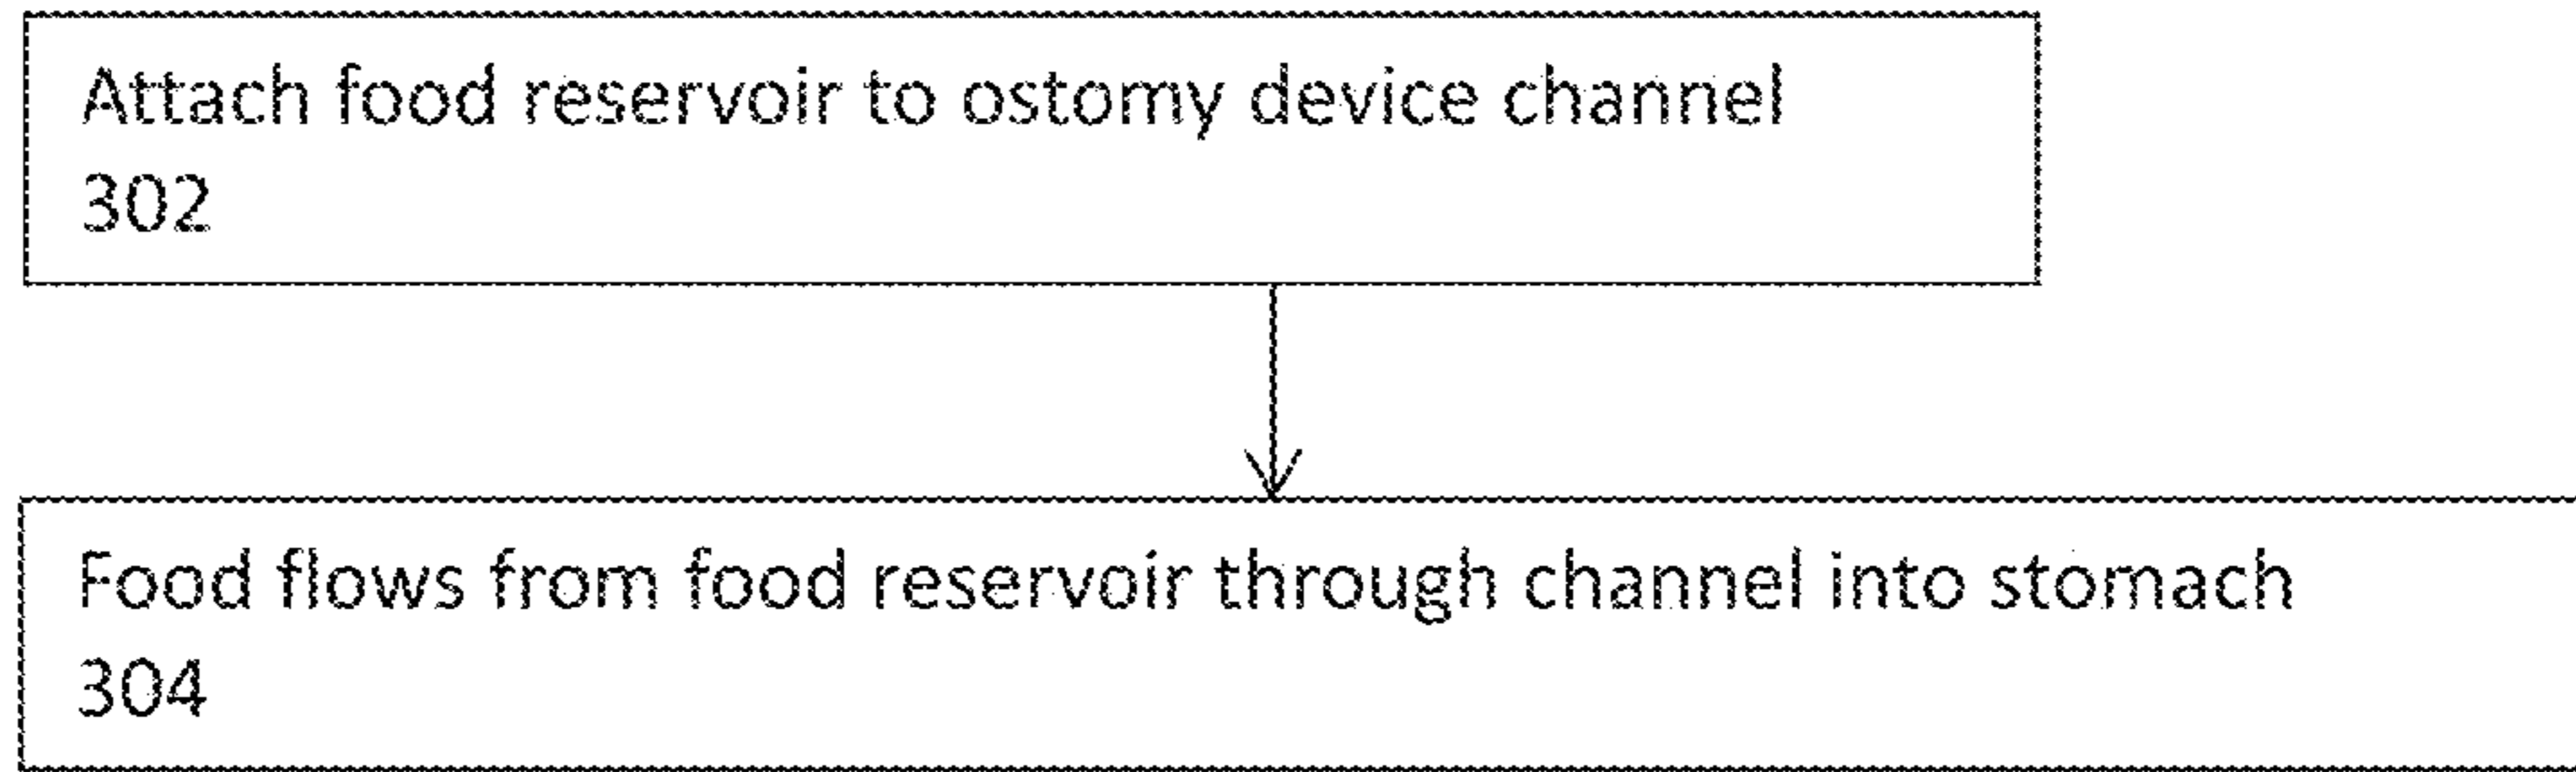 Attach food reservoir to ostomy device channel
302
Food flows from food reservoir through channel into stomach
304